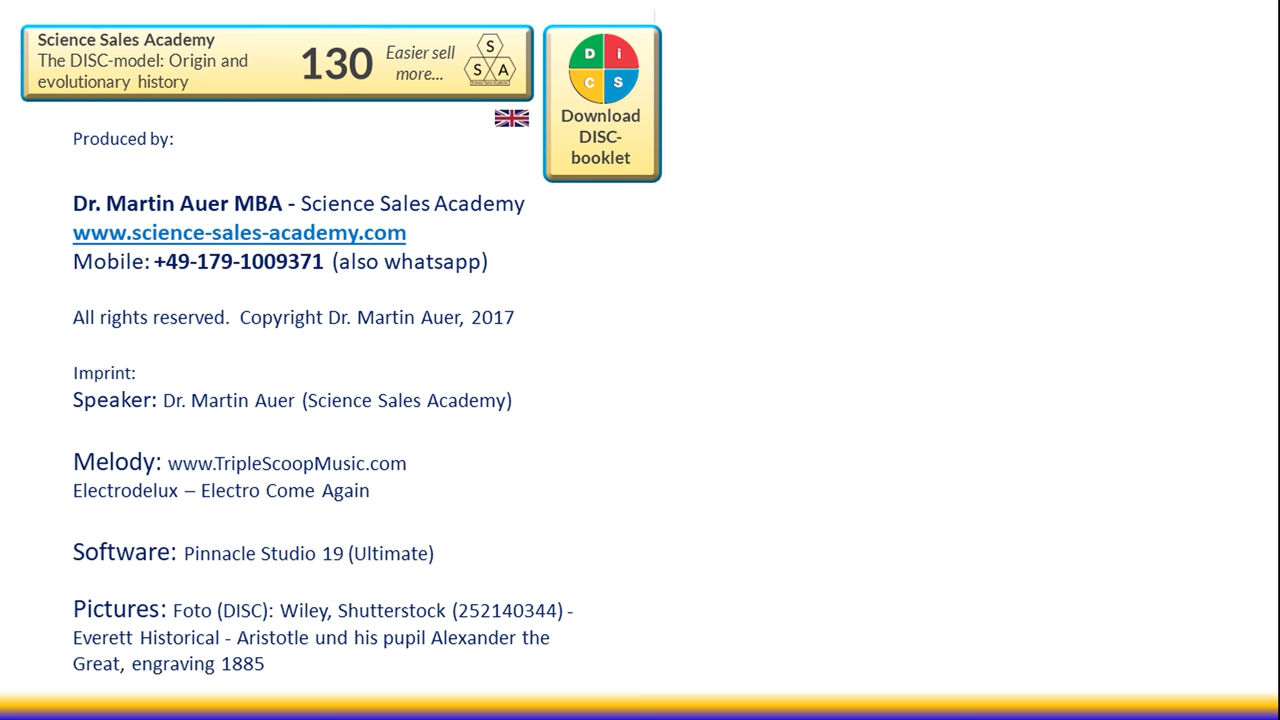 Science Sales Academy
The DISC-model: Origin and
evolutionary history
130
Easier sell
more...
S
S A
D i
C S
Download
DISC-
booklet
Produced by:
Dr. Martin Auer MBA - Science Sales Academy
www.science-sales-academy.com
Mobile: +49-179-1009371 (also whatsapp)
All rights reserved. Copyright Dr. Martin Auer, 2017
Imprint:
Speaker: Dr. Martin Auer (Science Sales Academy)
Melody: www.TripleScoopMusic.com
Electrodelux – Electro Come Again
Software: Pinnacle Studio 19 (Ultimate)
Pictures: Foto (DISC): Wiley, Shutterstock (252140344) -
Everett Historical - Aristotle und his pupil Alexander the
Great, engraving 1885